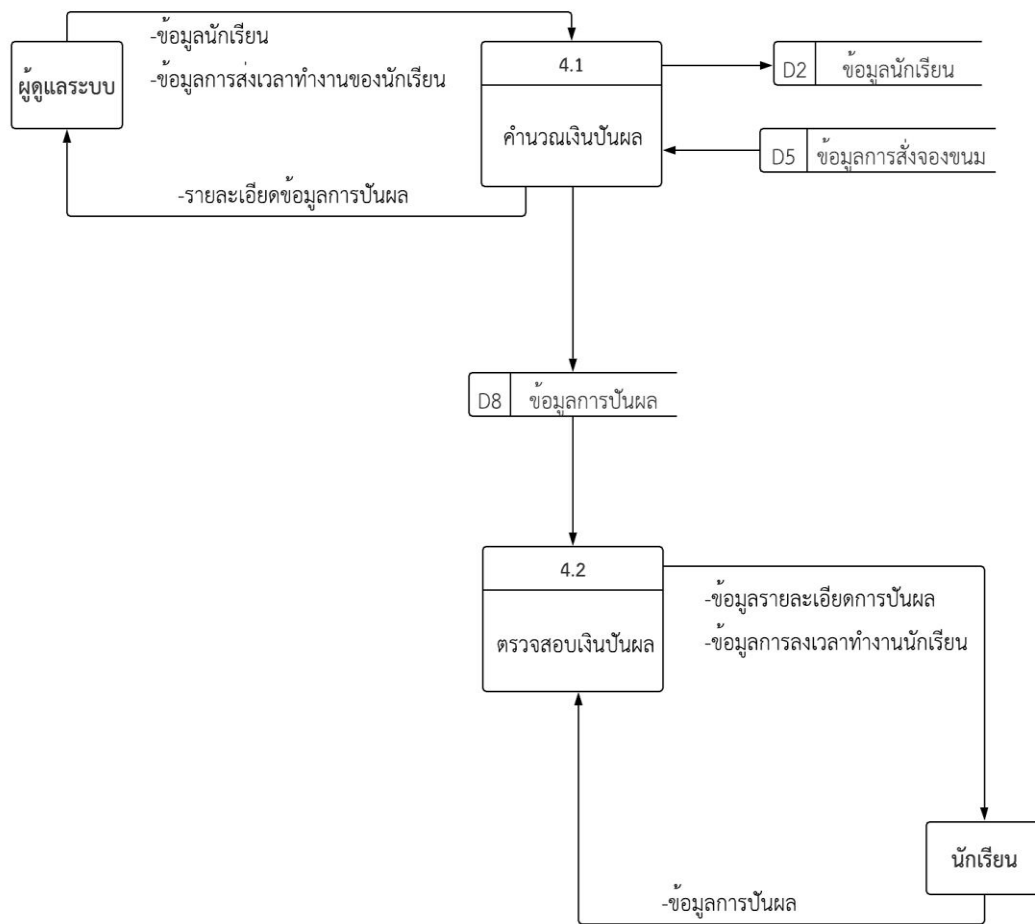 -ข้อมูลนักเรียน
-ข้อมูลการส่งเวลาทำงานของนักเรียน
ผู้ดูแลระบบ
4.1
คำนวณเงินปันผล
D2 ข้อมูลนักเรียน
D5 ข้อมูลการสั่งจองขนม
-รายละเอียดข้อมูลการปันผล
D8 ข้อมูลการปันผล
4.2
ตรวจสอบเงินปันผล
-ข้อมูลรายละเอียดการปันผล
-ข้อมูลการลงเวลาทำงานนักเรียน
นักเรียน
-ข้อมูลการปันผล